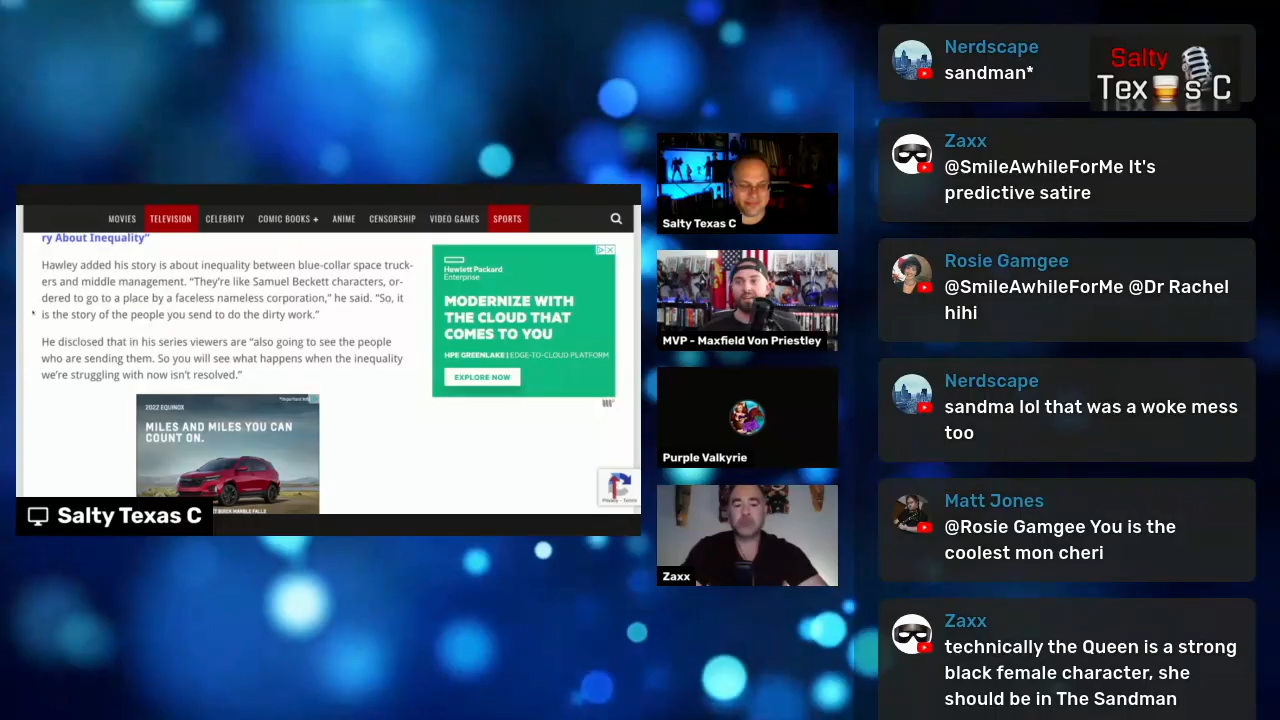 MOVIES TELEVISION CELEBRITY COMIC BOOKS + ANIME CENSORSHIP VIDEO GAMES SPORTS
ry About Inequality”
Hawley added his story is about inequality between blue-collar space truck-
ers and middle management. “They’re like Samuel Beckett characters, or-
dered to go to a place by a faceless nameless corporation,” he said. “So, it
is the story of the people you send to do the dirty work.”
He disclosed that in his series viewers are “also going to see the people
who are sending them. So you will see what happens when the inequality
we’re struggling with now isn’t resolved.”
Hewlett Packard
Enterprise
MODERNIZE WITH
THE CLOUD THAT
COMES TO YOU
HPE GREENLAKE | EDGE-TO-CLOUD PLATFORM
EXPLORE NOW
2022 EQUINOX
MILES AND MILES YOU CAN
COUNT ON.
BUICK MARBLE FALLS
Privacy - Terms
Salty Texas C
Salty Texas C
MVP - Maxfield Von Priestley
Purple Valkyrie
Zaxx
Salty
Tex s C
Nerdscape
sandman*
Zaxx
@SmileAwhileForMe It's
predictive satire
Rosie Gamgee
@SmileAwhileForMe @Dr Rachel
hihi
Nerdscape
sandma lol that was a woke mess
too
Matt Jones
@Rosie Gamgee You is the
coolest mon cheri
Zaxx
technically the Queen is a strong
black female character, she
should be in The Sandman